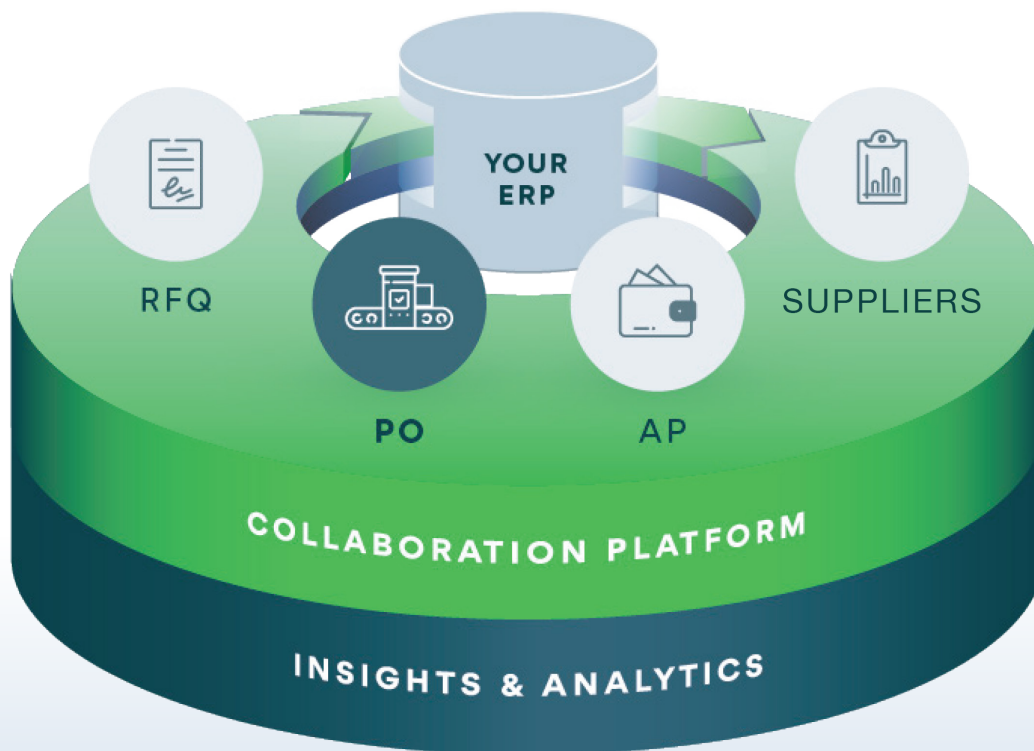 YOUR
ERP
RFQ
SUPPLIERS
PO
AP
COLLABORATION PLATFORM
INSIGHTS & ANALYTICS